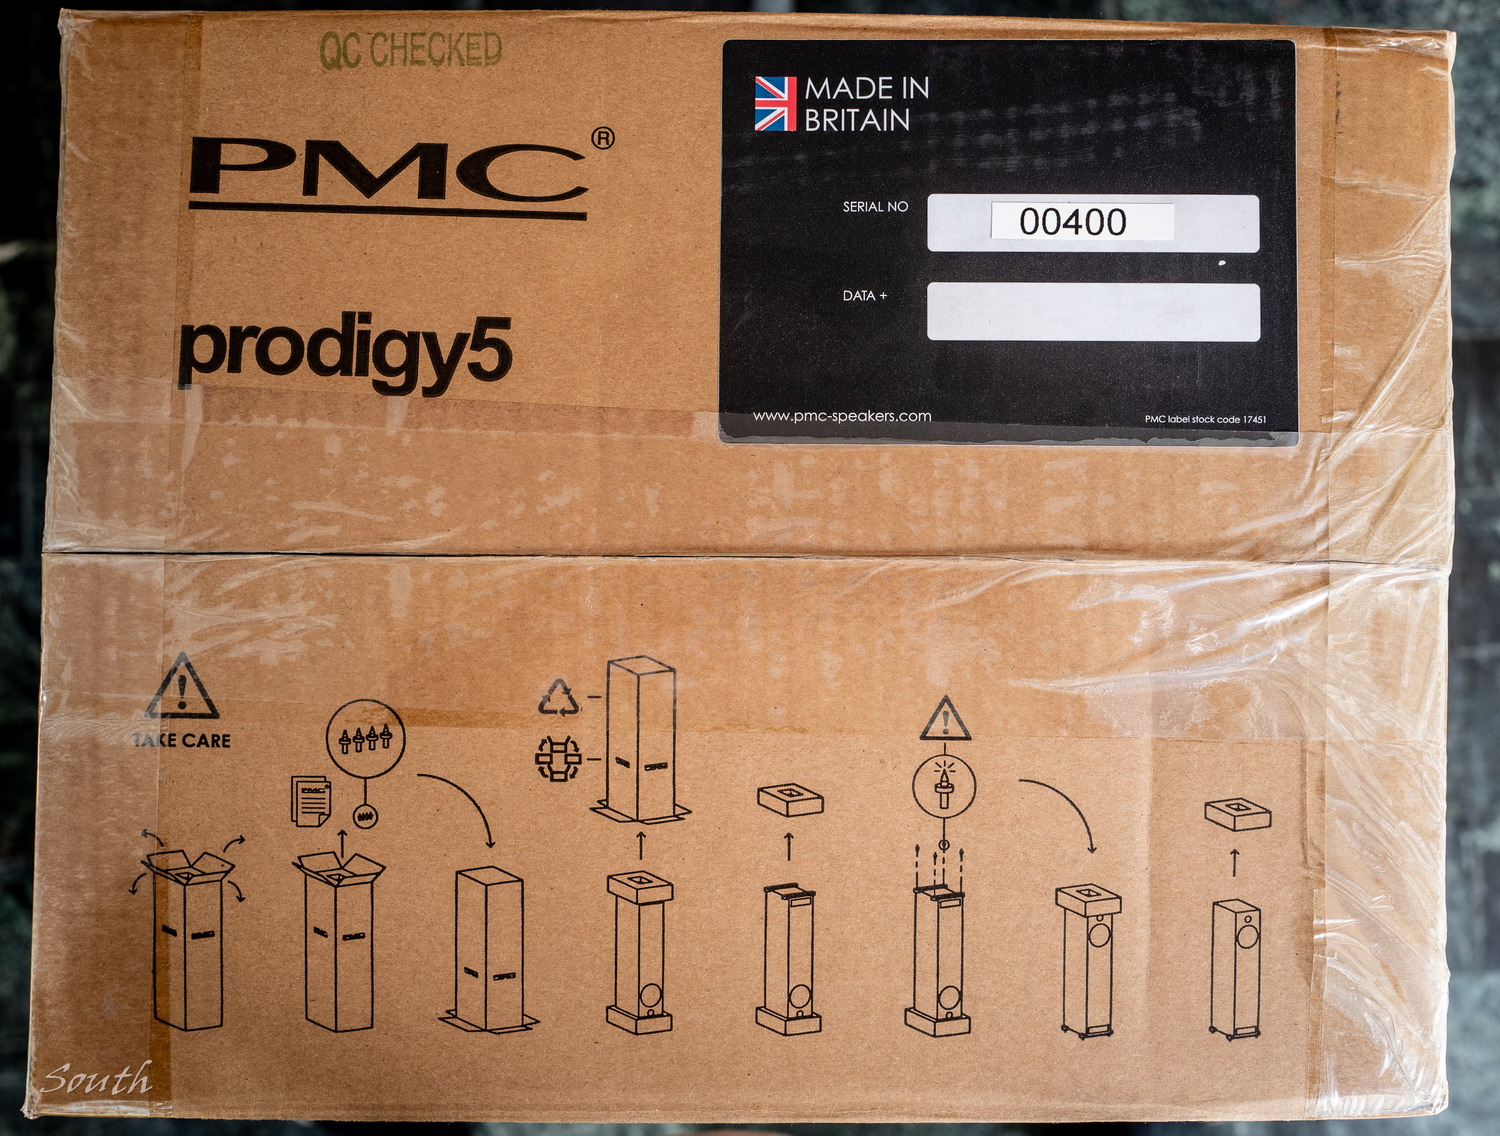 QC CHECKED
PMC®
prodigy5
MADE IN
BRITAIN
SERIAL NO
00400
DATA +
www.pmc-speakers.com
PMC label stock code 17451
TAKE CARE
PMC
South